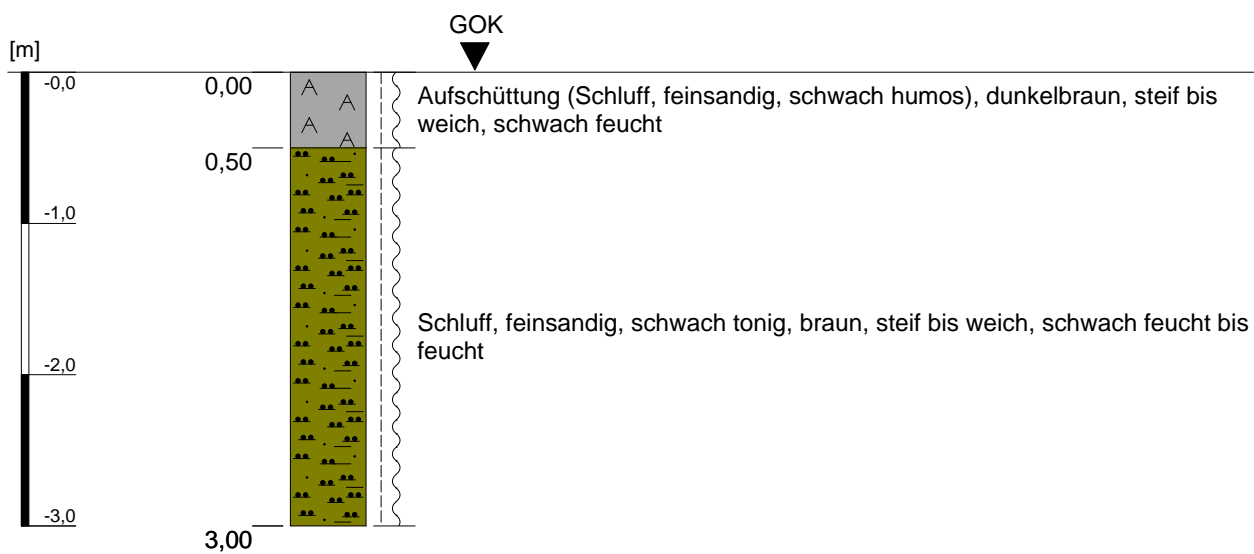 GOK
[m]
-0,0
0,00
Aufschüttung (Schluff, feinsandig, schwach humos), dunkelbraun, steif bis
weich, schwach feucht
0,50
-1,0
Schluff, feinsandig, schwach tonig, braun, steif bis weich, schwach feucht bis
feucht
-2,0
-3,0
3,00